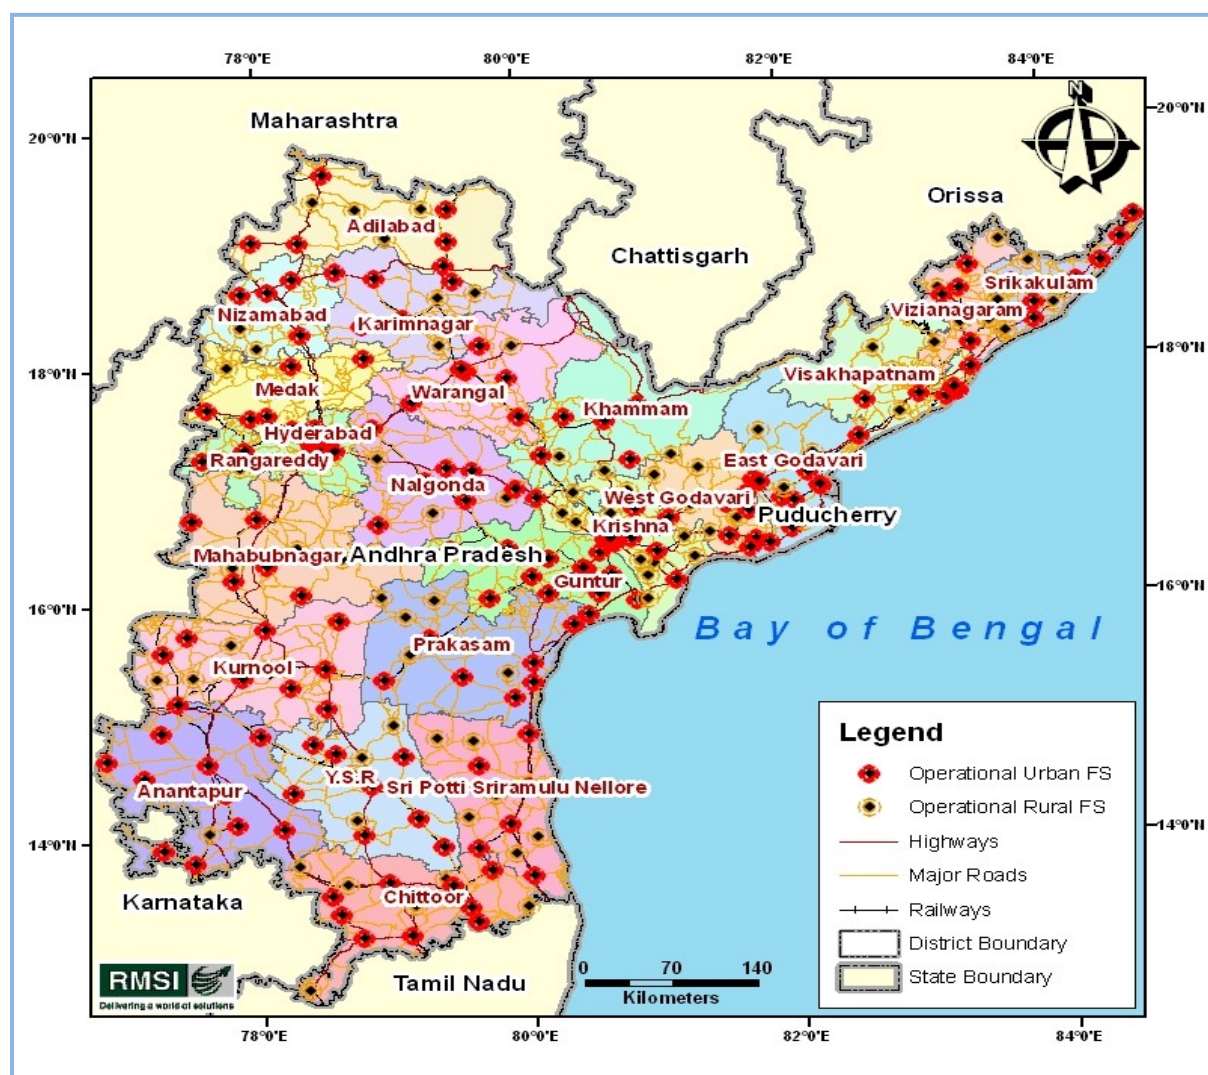 78°0'E 80°0'E 82°0'E 84°0'E
20°0'N
20°0'N
18°0'N
18°0'N
16°0'N
16°0'N
14°0'N
14°0'N
N
Maharashtra
Orissa
Chattisgarh
Adilabad
Srikakulam
Nizamabad
Vizianagaram
Karimnagar
Visakhapatnam
Medak
Warangal
Khammam
Hyderabad
Rangareddy
East Godavari
Nalgonda
West Godavari
Puducherry
Krishna
Mahabubnagar
Andhra Pradesh
Guntur
Bay of Bengal
Prakasam
Kurnool
Y.S.R
Sri Potti Sriramulu Nellore
Anantapur
Karnataka
Chittoor
Tamil Nadu
Legend
Operational Urban FS
Operational Rural FS
Highways
Major Roads
Railways
District Boundary
State Boundary
RMSI
Delivering a world of solutions
0 70 140
Kilometers
78°0'E 80°0'E 82°0'E 84°0'E